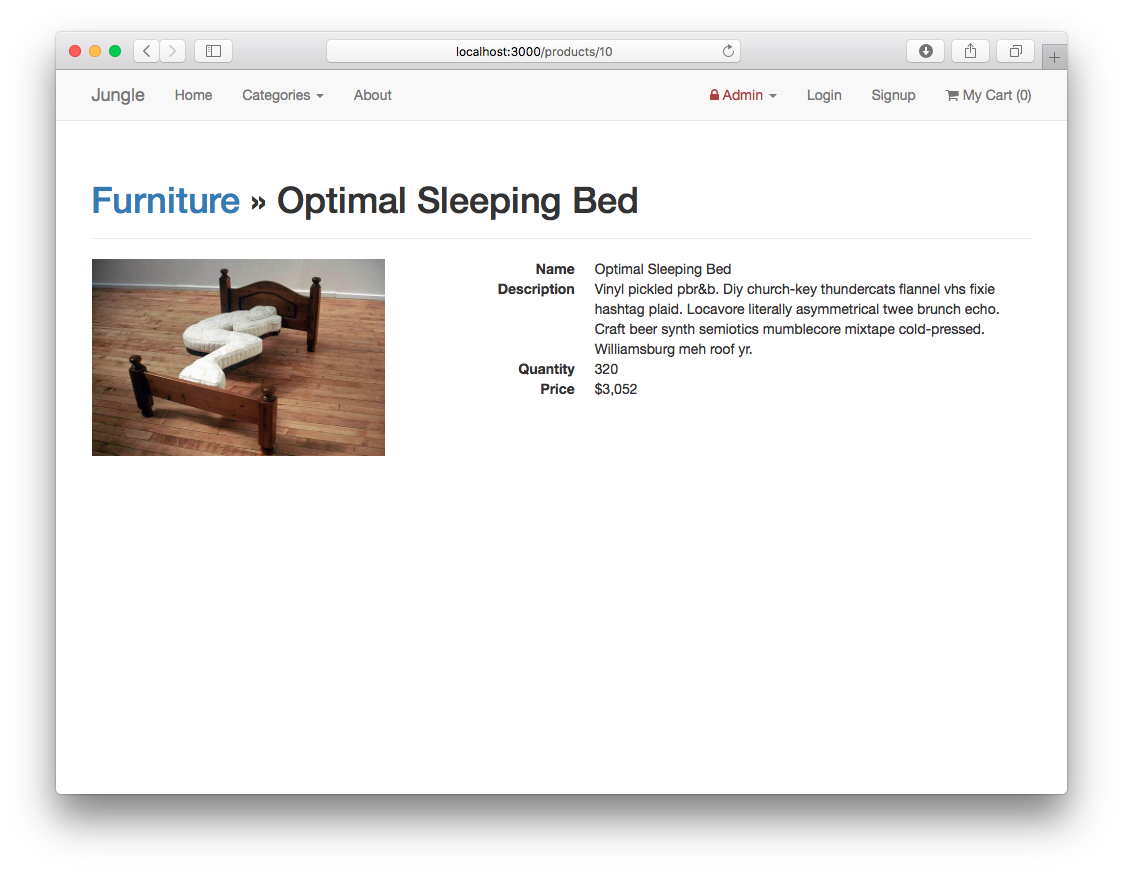 localhost:3000/products/10
Jungle Home Categories About Admin Login Signup My Cart (0)
Furniture » Optimal Sleeping Bed
Name Optimal Sleeping Bed
Description Vinyl pickled pbr&b. Diy church-key thundercats flannel vhs fixie
hashtag plaid. Locavore literally asymmetrical twee brunch echo.
Craft beer synth semiotics mumblecore mixtape cold-pressed.
Williamsburg meh roof yr.
Quantity 320
Price $3,052